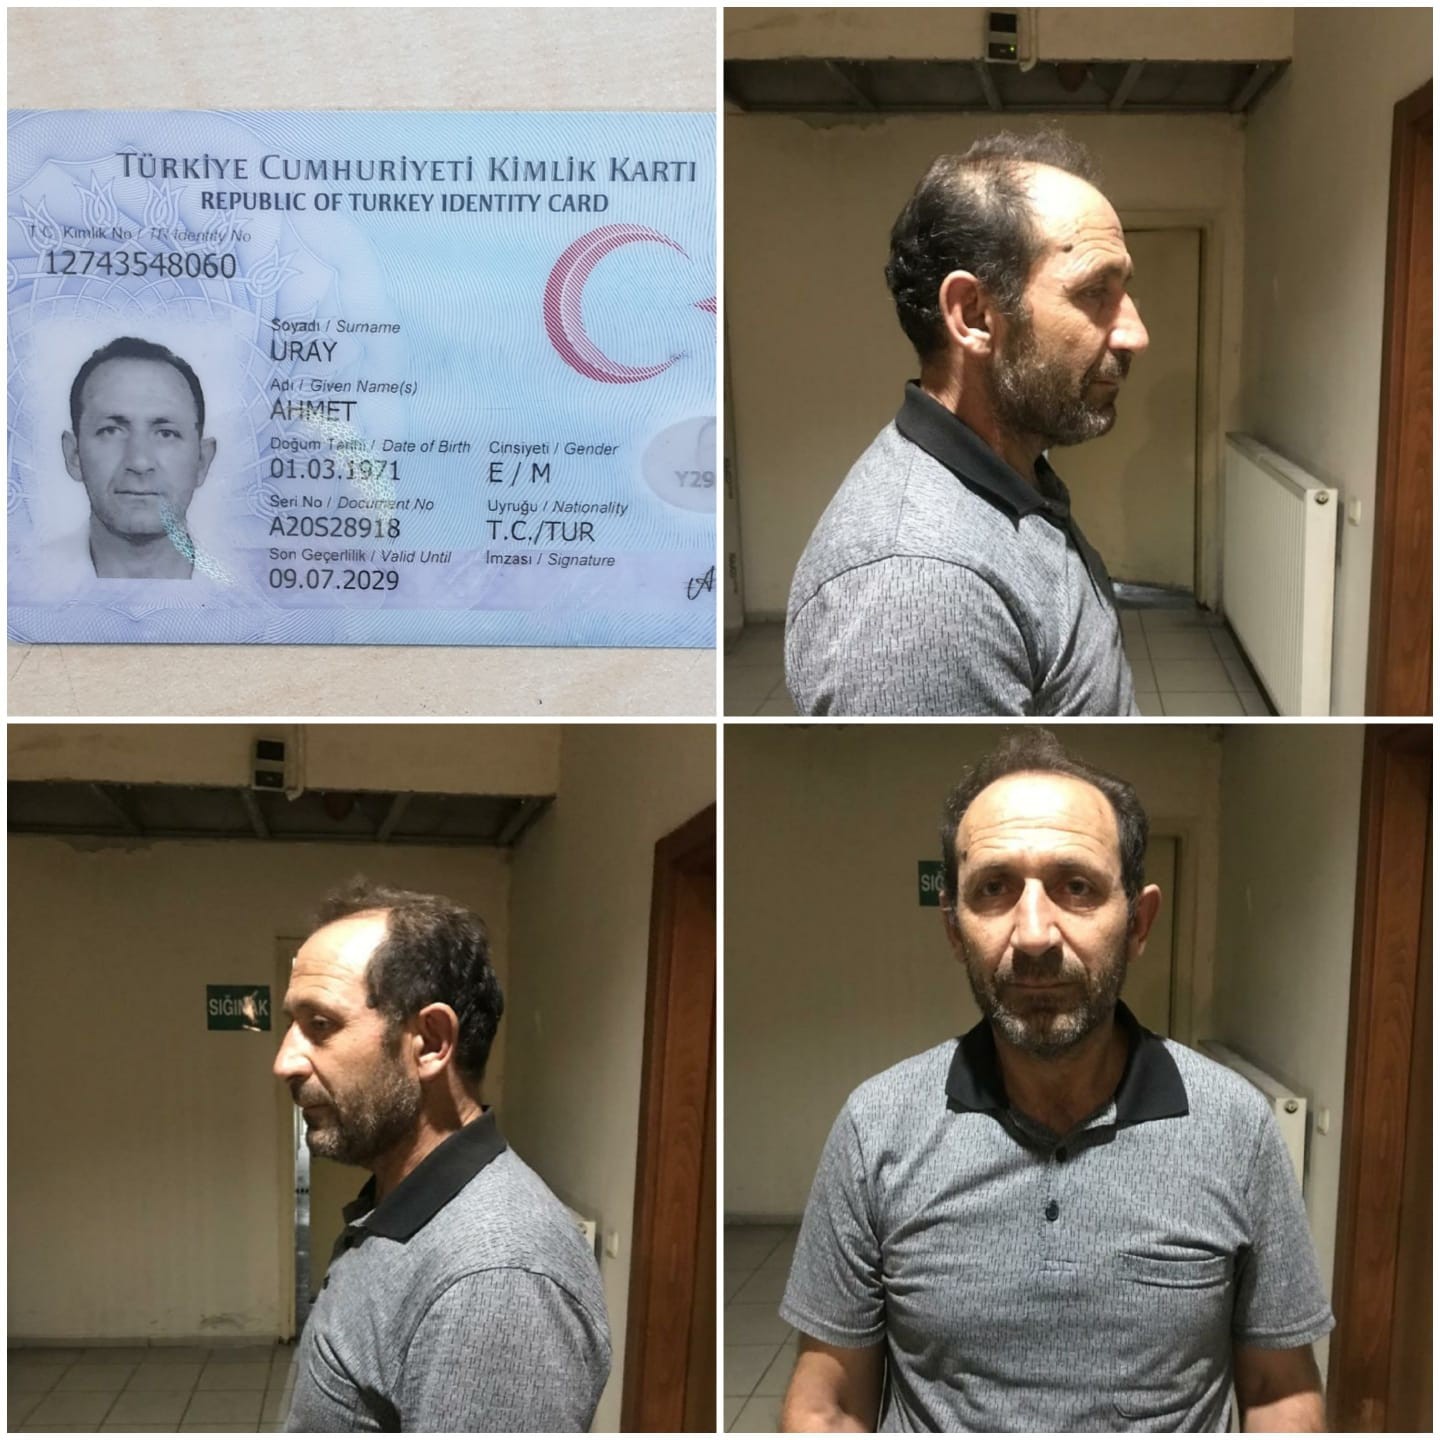 TÜRKİYE CUMHURİYETİ KİMLİK KARTI
REPUBLIC OF TURKEY IDENTITY CARD
T.C. Kimlik No / TR Identity No
12743548060
Soyadı / Surname
URAY
Adı / Given Name(s)
AHMET
Doğum Tarihi / Date of Birth
01.03.1971
Cinsiyeti / Gender
E / M
Seri No / Document No
A20S28918
Uyruğu / Nationality
T.C./TUR
Son Geçerlilik / Valid Until
09.07.2029
İmzası / Signature
Y29
SIĞINAK
SIĞ